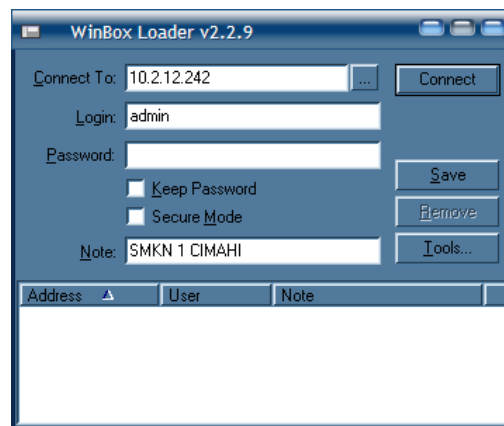 WinBox Loader v2.2.9
Connect To: 10.2.12.242 ... Connect
Login: admin
Password:
Keep Password
Save
Secure Mode
Remove
Note: SMKN 1 CIMAHI
Tools...
Address User Note